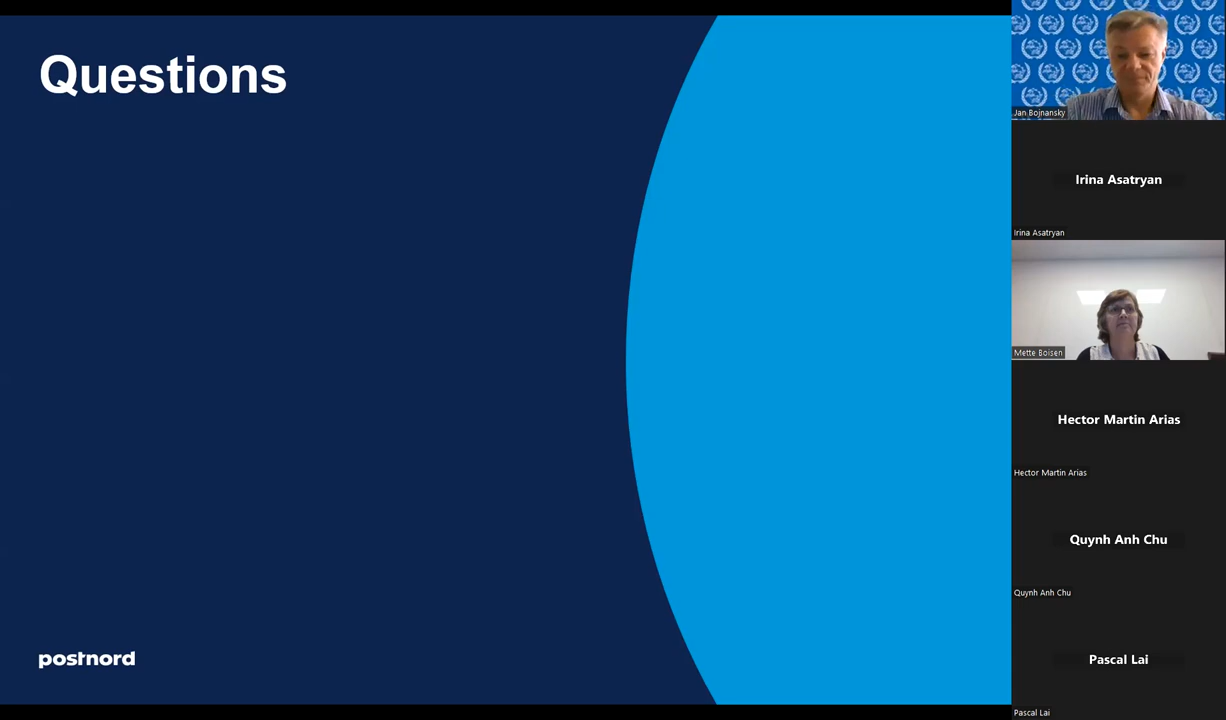 Questions
postnord
Jan Bojnansky
Irina Asatryan
Irina Asatryan
Mette Boisen
Hector Martin Arias
Hector Martin Arias
Quynh Anh Chu
Quynh Anh Chu
Pascal Lai
Pascal Lai